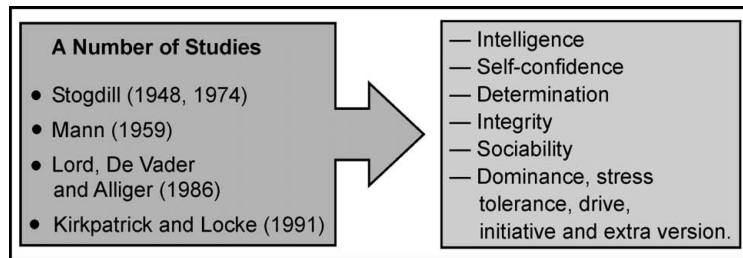 A Number of Studies
● Stogdill (1948, 1974)
● Mann (1959)
● Lord, De Vader
and Alliger (1986)
● Kirkpatrick and Locke (1991)
— Intelligence
— Self-confidence
— Determination
— Integrity
— Sociability
— Dominance, stress
tolerance, drive,
initiative and extra version.